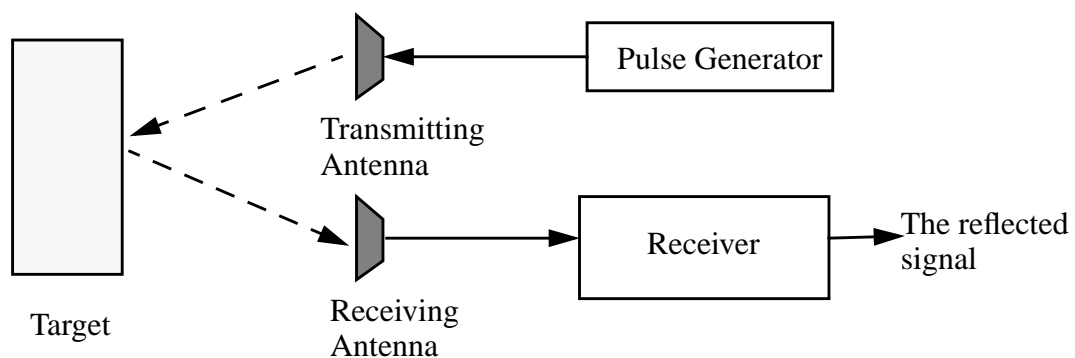 Pulse Generator
Transmitting
Antenna
Receiver
The reflected
signal
Receiving
Antenna
Target